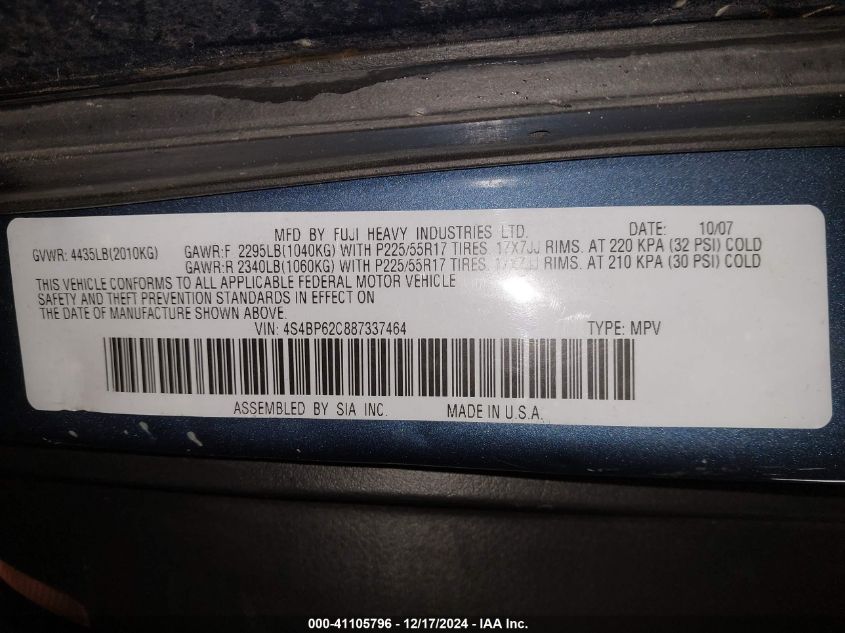 MFD BY FUJI HEAVY INDUSTRIES LTD. DATE: 10/07
GVWR: 4435LB(2010KG) GAWR:F 2295LB(1040KG) WITH P225/55R17 TIRES. 17X7JJ RIMS. AT 220 KPA (32 PSI) COLD
GAWR:R 2340LB(1060KG) WITH P225/55R17 TIRES. 17X7JJ RIMS. AT 210 KPA (30 PSI) COLD
THIS VEHICLE CONFORMS TO ALL APPLICABLE FEDERAL MOTOR VEHICLE
SAFETY AND THEFT PREVENTION STANDARDS IN EFFECT ON
THE DATE OF MANUFACTURE SHOWN ABOVE.
VIN: 4S4BP62C887337464 TYPE: MPV
ASSEMBLED BY SIA INC. MADE IN U.S.A.
000-41105796 - 12/17/2024 - IAA Inc.